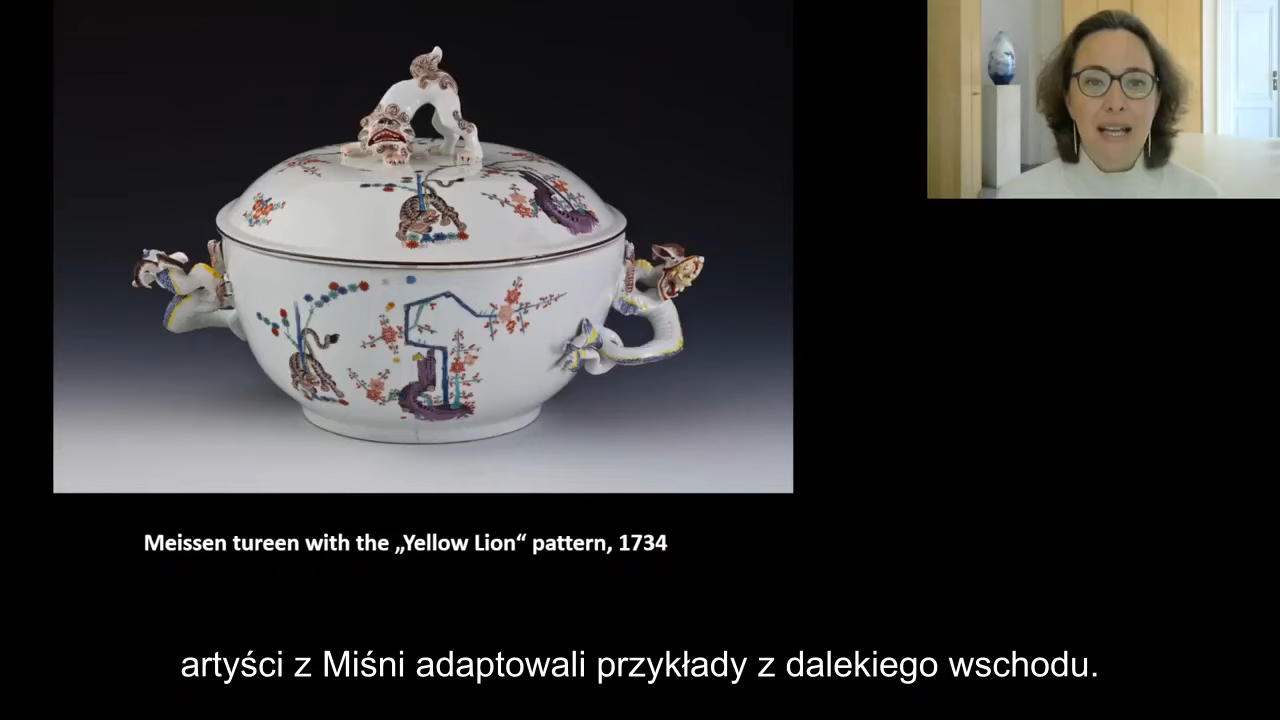 Meissen tureen with the „Yellow Lion“ pattern, 1734
artyści z Miśni adaptowali przykłady z dalekiego wschodu.